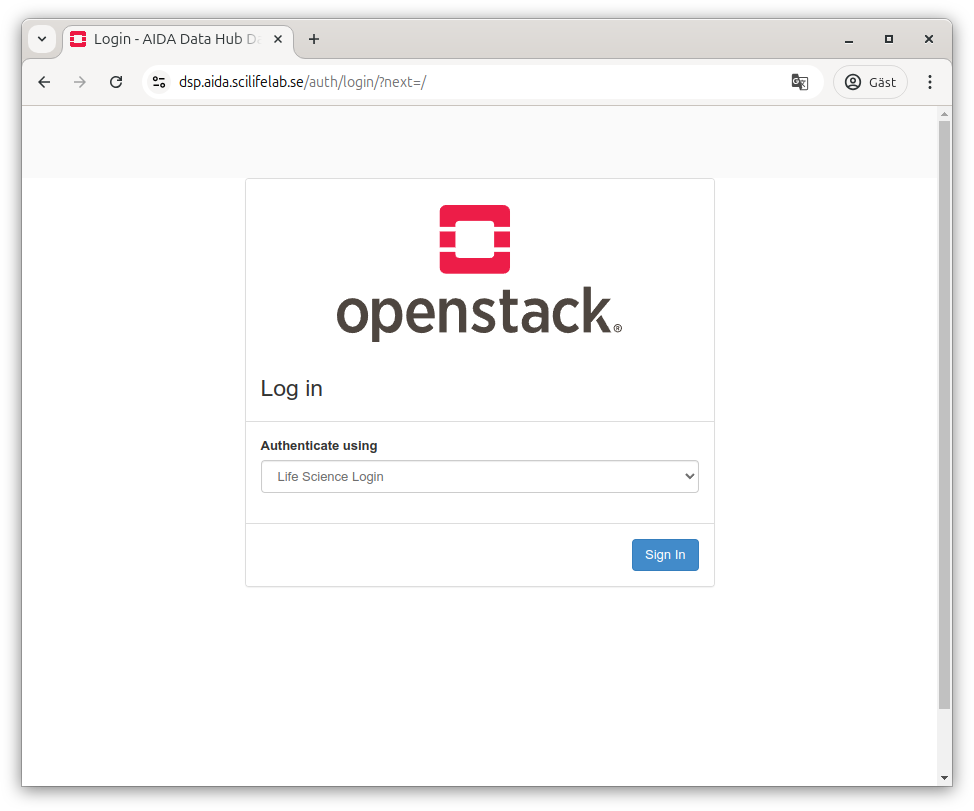 Login - AIDA Data Hub Da
dsp.aida.scilifelab.se/auth/login/?next=/
Gäst
openstack®
Log in
Authenticate using
Life Science Login
Sign In